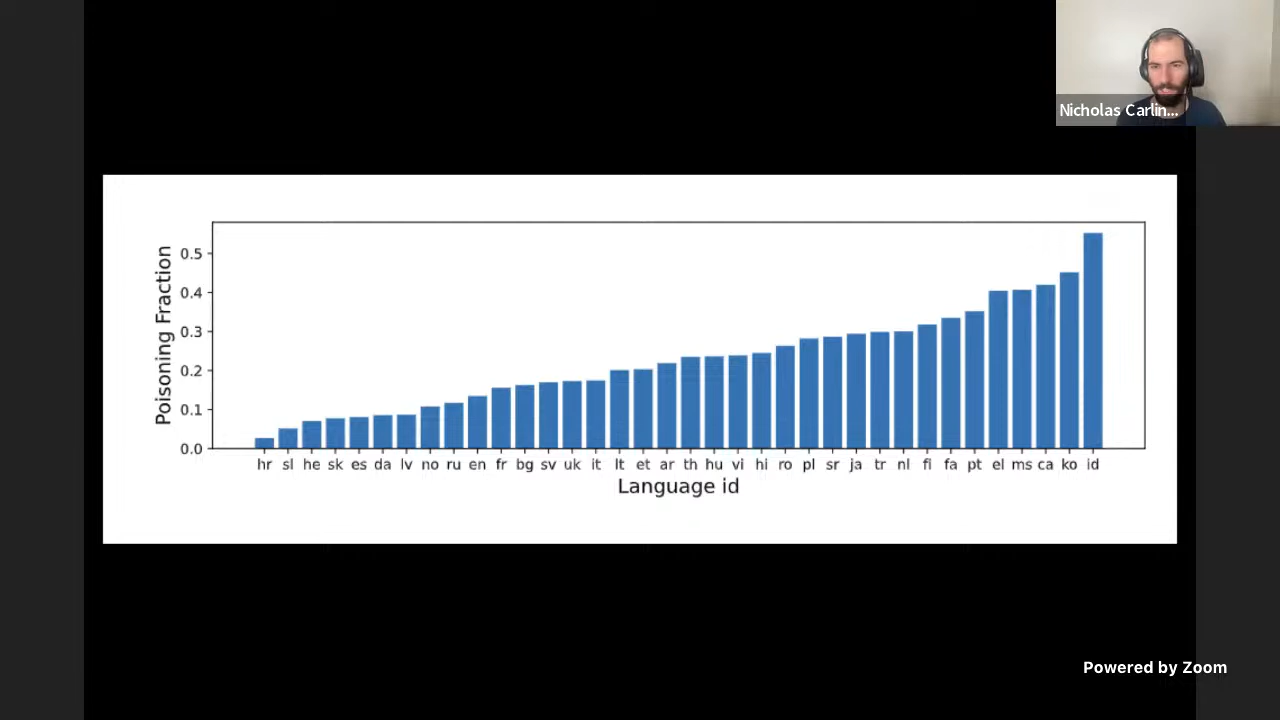 Nicholas Carlin...
Poisoning Fraction
0.5
0.4
0.3
0.2
0.1
0.0
hr sl he sk es da lv no ru en fr bg sv uk it lt et ar th hu vi hi ro pl sr ja tr nl fi fa pt el ms ca ko id
Language id
Powered by Zoom